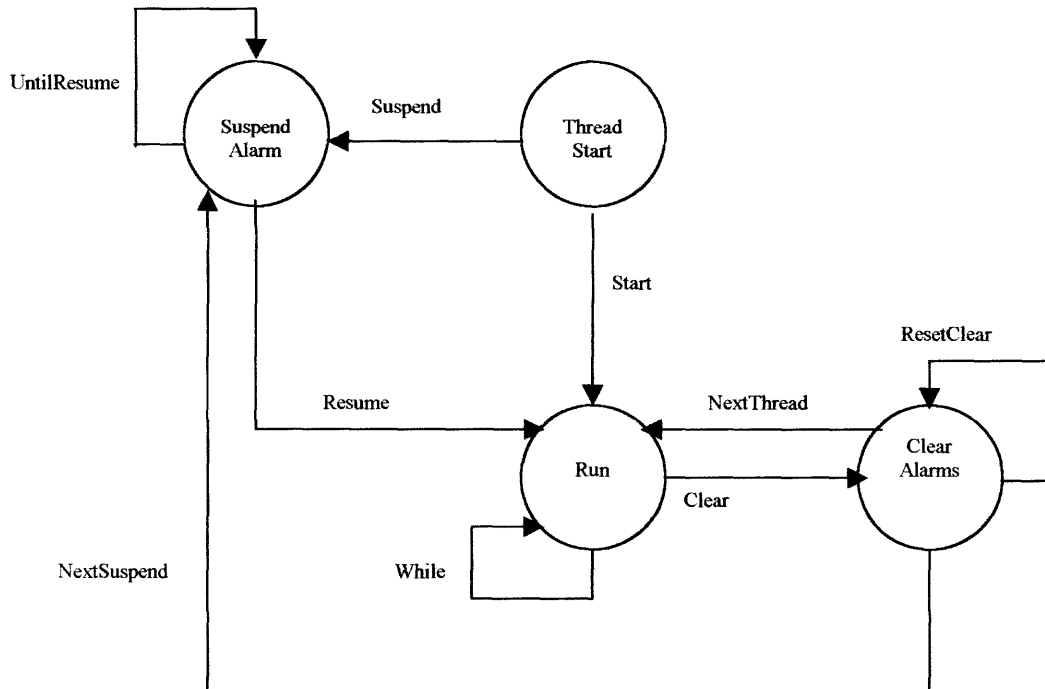 UntilResume
Suspend
Alarm
Suspend
Thread
Start
Start
ResetClear
Resume
NextThread
Run
Clear
Alarms
Clear
NextSuspend
While